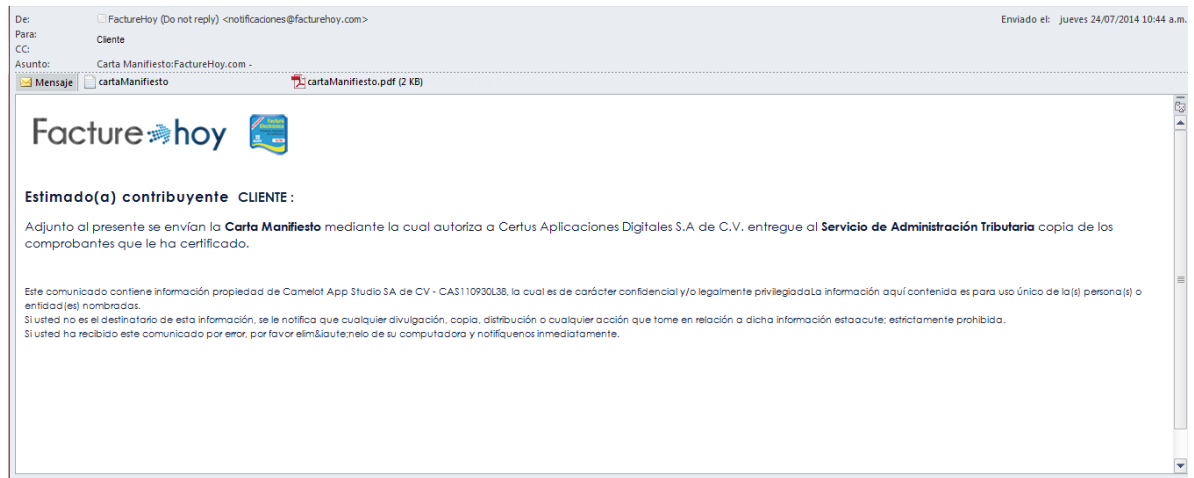 De: FactureHoy (Do not reply) <notificaciones@facturehoy.com> Enviado el: jueves 24/07/2014 10:44 a.m.
Para: Cliente
CC:
Asunto: Carta Manifiesto:FactureHoy.com -
Mensaje cartaManifiesto cartaManifiesto.pdf (2 KB)
Facture hoy
Estimado(a) contribuyente CLIENTE :
Adjunto al presente se envían la Carta Manifiesto mediante la cual autoriza a Certus Aplicaciones Digitales S.A de C.V. entregue al Servicio de Administración Tributaria copia de los
comprobantes que le ha certificado.
Este comunicado contiene información propiedad de Camelot App Studio SA de CV - CAS110930L38, la cual es de carácter confidencial y/o legalmente privilegiadaLa información aquí contenida es para uso único de la(s) persona(s) o
entidad(es) nombradas.
Si usted no es el destinatario de esta información, se le notifica que cualquier divulgación, copia, distribución o cualquier acción que tome en relación a dicha información estaacute; estrictamente prohibida.
Si usted ha recibido este comunicado por error, por favor elim&iaute;nelo de su computadora y notifíquenos inmediatamente.